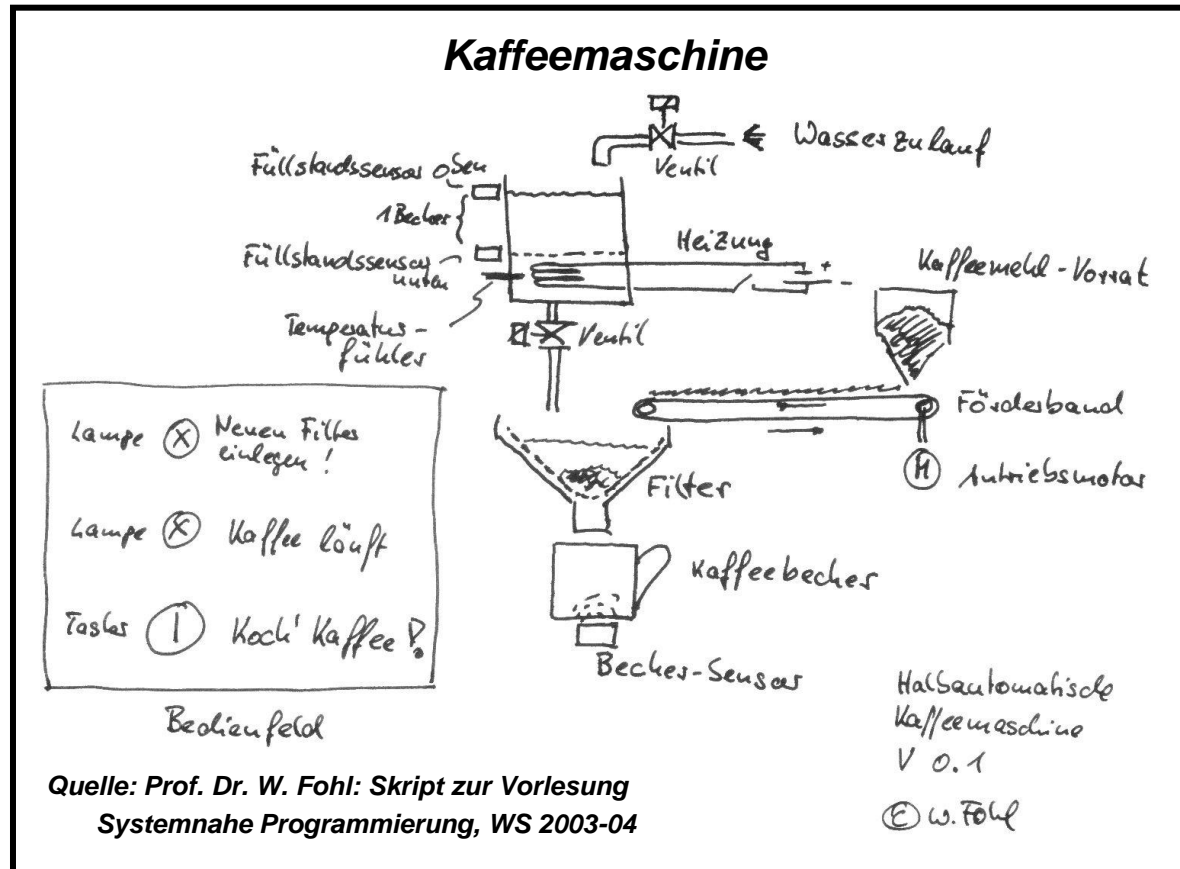 Kaffeemaschine
Wasserzulauf
Ventil
Füllstandssensor oben
1 Becher
Füllstandssensor
unten
Heizung
+
-
Kaffeemehl-Vorrat
Temperatur-
fühler
Ventil
Förderband
M
Antriebsmotor
Filter
Kaffeebecher
Becher-Sensor
Lampe Neuen Filter
einlegen!
Lampe Kaffee läuft
Taster Koch' Kaffee!
Bedienfeld
Halbautomatische
Kaffeemaschine
V 0.1
© W. Fohl
Quelle: Prof. Dr. W. Fohl: Skript zur Vorlesung
Systemnahe Programmierung, WS 2003-04